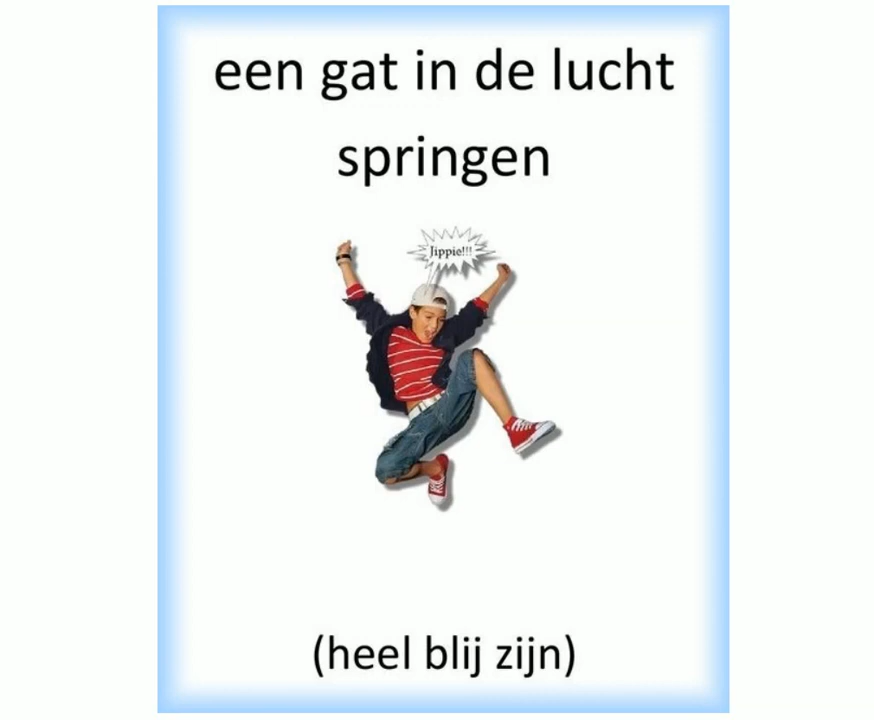 een gat in de lucht
springen
Jippie!!!
(heel blij zijn)